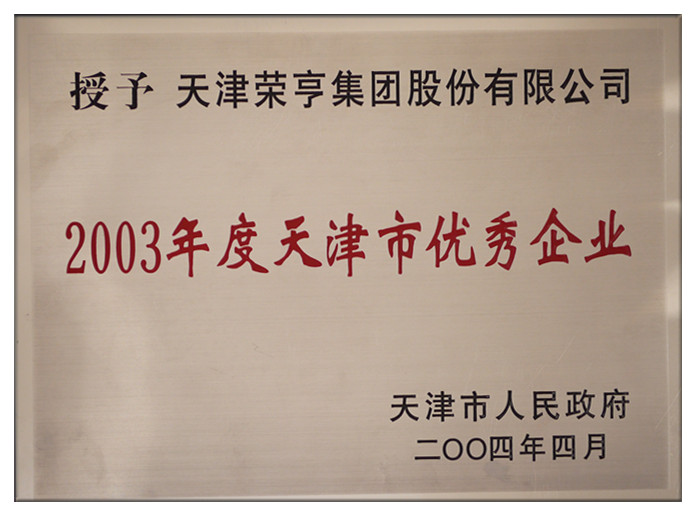 授予 天津荣亨集团股份有限公司
2003年度天津市优秀企业
天津市人民政府
二〇〇四年四月